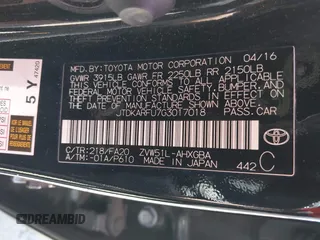 MFD. BY: TOYOTA MOTOR CORPORATION 04/16
GVWR 3915LB GAWR FR 2250LB RR 2150LB
THIS VEHICLE CONFORMS TO ALL APPLICABLE
FEDERAL MOTOR VEHICLE SAFETY, BUMPER, AND
THEFT PREVENTION STANDARDS IN EFFECT ON
THE DATE OF MANUFACTURE SHOWN ABOVE.
JTDKARFU7G3017018 PASS.CAR
C/TR:218/FA20 ZVW51L-AHXGBA
A/TM:-01A/P610 MADE IN JAPAN
442 C
TOYOTA
5Y 47420
DREAMBID